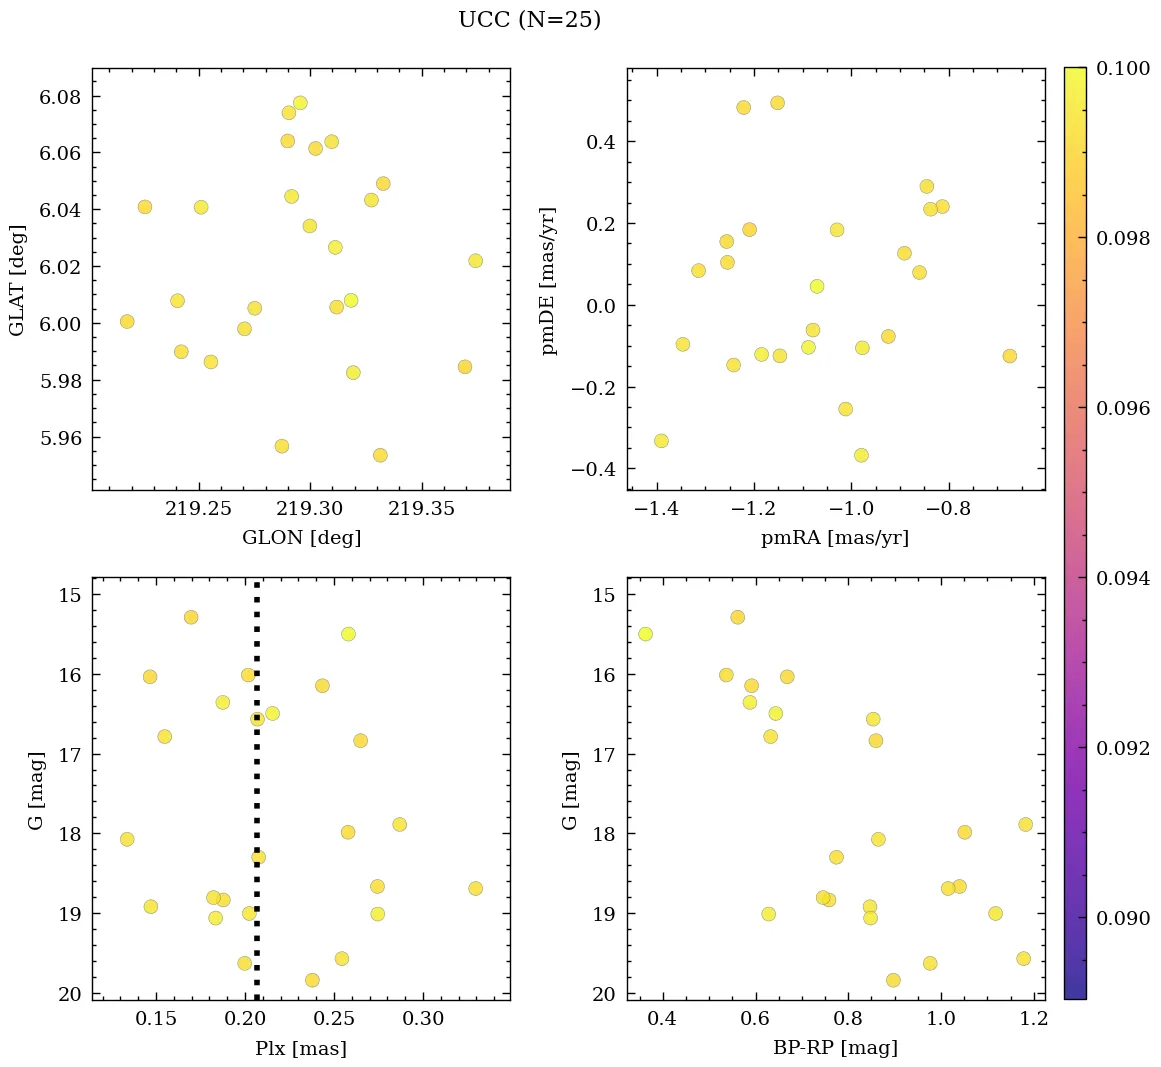 UCC (N=25)
6.08
6.06
6.04
6.02
6.00
5.98
5.96
GLAT [deg]
219.25 219.30 219.35
GLON [deg]
0.4
0.2
0.0
−0.2
−0.4
pmDE [mas/yr]
−1.4 −1.2 −1.0 −0.8
pmRA [mas/yr]
15
16
17
18
19
20
G [mag]
0.15 0.20 0.25 0.30
Plx [mas]
15
16
17
18
19
20
G [mag]
0.4 0.6 0.8 1.0 1.2
BP-RP [mag]
0.100
0.098
0.096
0.094
0.092
0.090